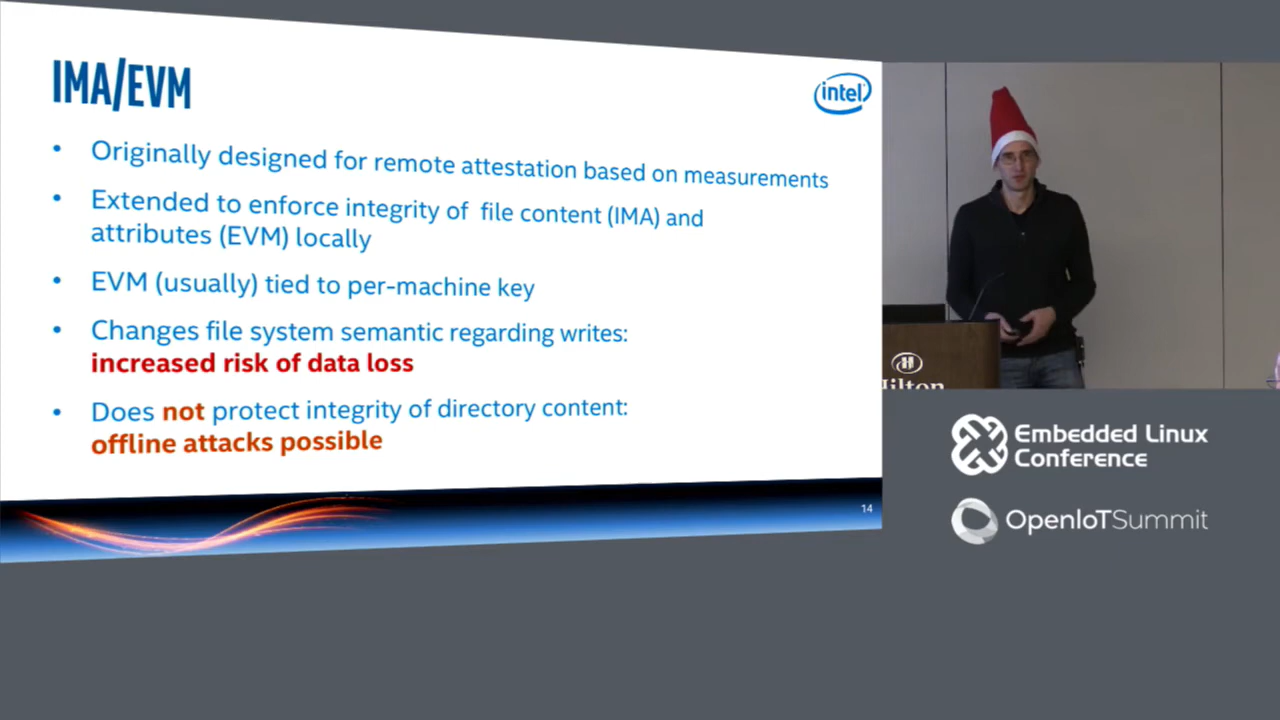 IMA/EVM
intel
• Originally designed for remote attestation based on measurements
• Extended to enforce integrity of file content (IMA) and
attributes (EVM) locally
• EVM (usually) tied to per-machine key
• Changes file system semantic regarding writes:
increased risk of data loss
• Does not protect integrity of directory content:
offline attacks possible
14
Hilton
Embedded Linux
Conference
OpenIoTSummit